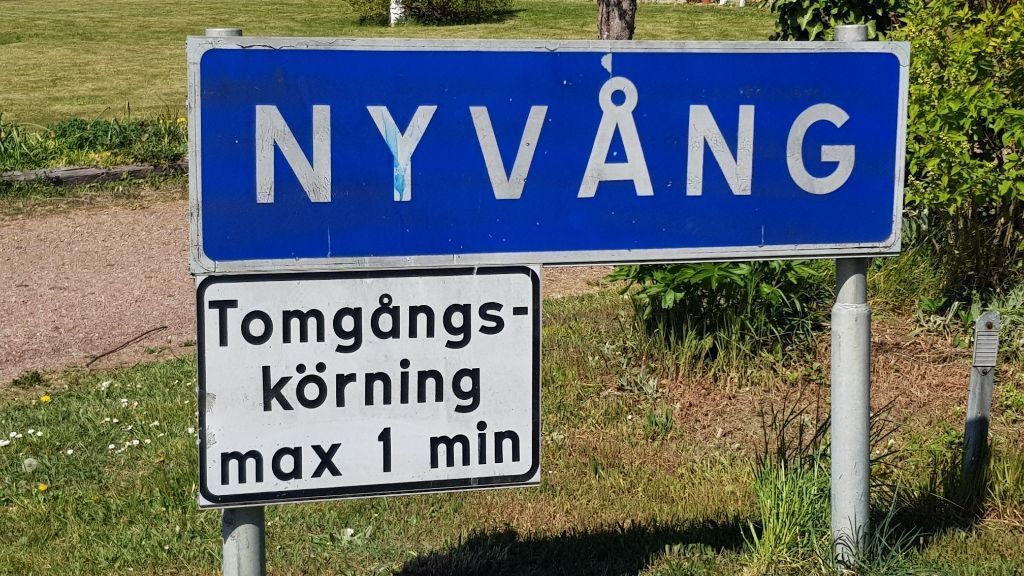 NYVÅNG
Tomgångs-
körning
max 1 min